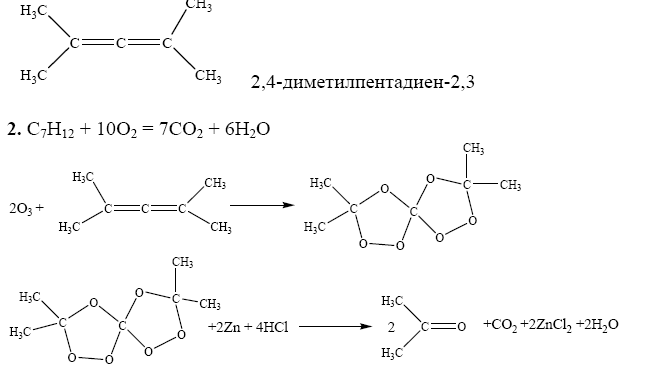 H₃C CH₃
C C C
H₃C CH₃ 2,4-диметилпентадиен-2,3
2. C₇H₁₂ + 10O₂ = 7CO₂ + 6H₂O
CH₃
H₃C CH₃ H₃C O O C CH₃
2O₃ + C C C C C O
H₃C CH₃ H₃C O O O
CH₃
H₃C O O C CH₃ H₃C
H₃C C C O +2Zn + 4HCl 2 C O +CO₂ +2ZnCl₂ +2H₂O
O O O H₃C